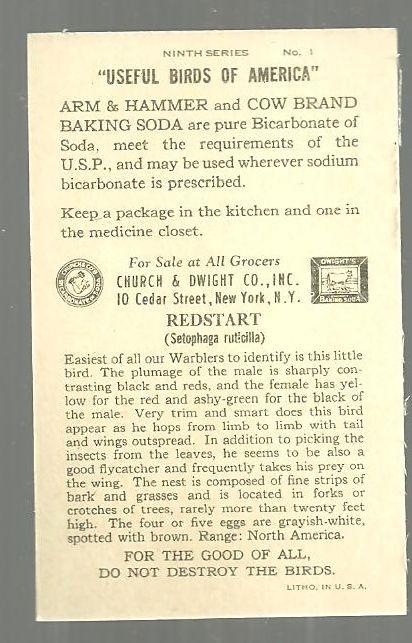 NINTH SERIES No. 1
"USEFUL BIRDS OF AMERICA"
ARM & HAMMER and COW BRAND
BAKING SODA are pure Bicarbonate of
Soda, meet the requirements of the
U.S.P., and may be used wherever sodium
bicarbonate is prescribed.
Keep a package in the kitchen and one in
the medicine closet.
For Sale at All Grocers
CHURCH & DWIGHT CO., INC.
10 Cedar Street, New York, N.Y.
DWIGHT'S
BAKING SODA
REDSTART
(Setophaga ruticilla)
Easiest of all our Warblers to identify is this little
bird. The plumage of the male is sharply con-
trasting black and reds, and the female has yel-
low for the red and ashy-green for the black of
the male. Very trim and smart does this bird
appear as he hops from limb to limb with tail
and wings outspread. In addition to picking the
insects from the leaves, he seems to be also a
good flycatcher and frequently takes his prey on
the wing. The nest is composed of fine strips of
bark and grasses and is located in forks or
crotches of trees, rarely more than twenty feet
high. The four or five eggs are grayish-white,
spotted with brown. Range: North America.
FOR THE GOOD OF ALL,
DO NOT DESTROY THE BIRDS.
LITHO. IN U. S. A.